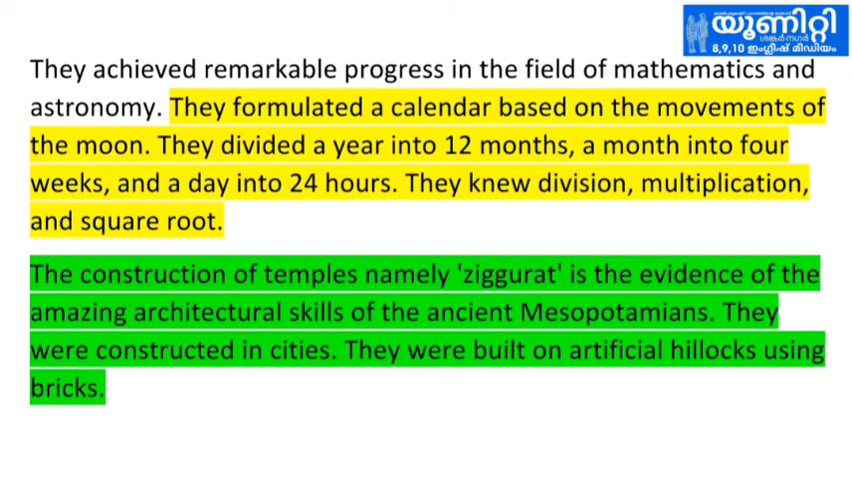 യൂണിറ്റി
ശങ്കർ നഗർ
8,9,10 ഇംഗ്ലീഷ് മീഡിയം
They achieved remarkable progress in the field of mathematics and
astronomy. They formulated a calendar based on the movements of
the moon. They divided a year into 12 months, a month into four
weeks, and a day into 24 hours. They knew division, multiplication,
and square root.
The construction of temples namely 'ziggurat' is the evidence of the
amazing architectural skills of the ancient Mesopotamians. They
were constructed in cities. They were built on artificial hillocks using
bricks.